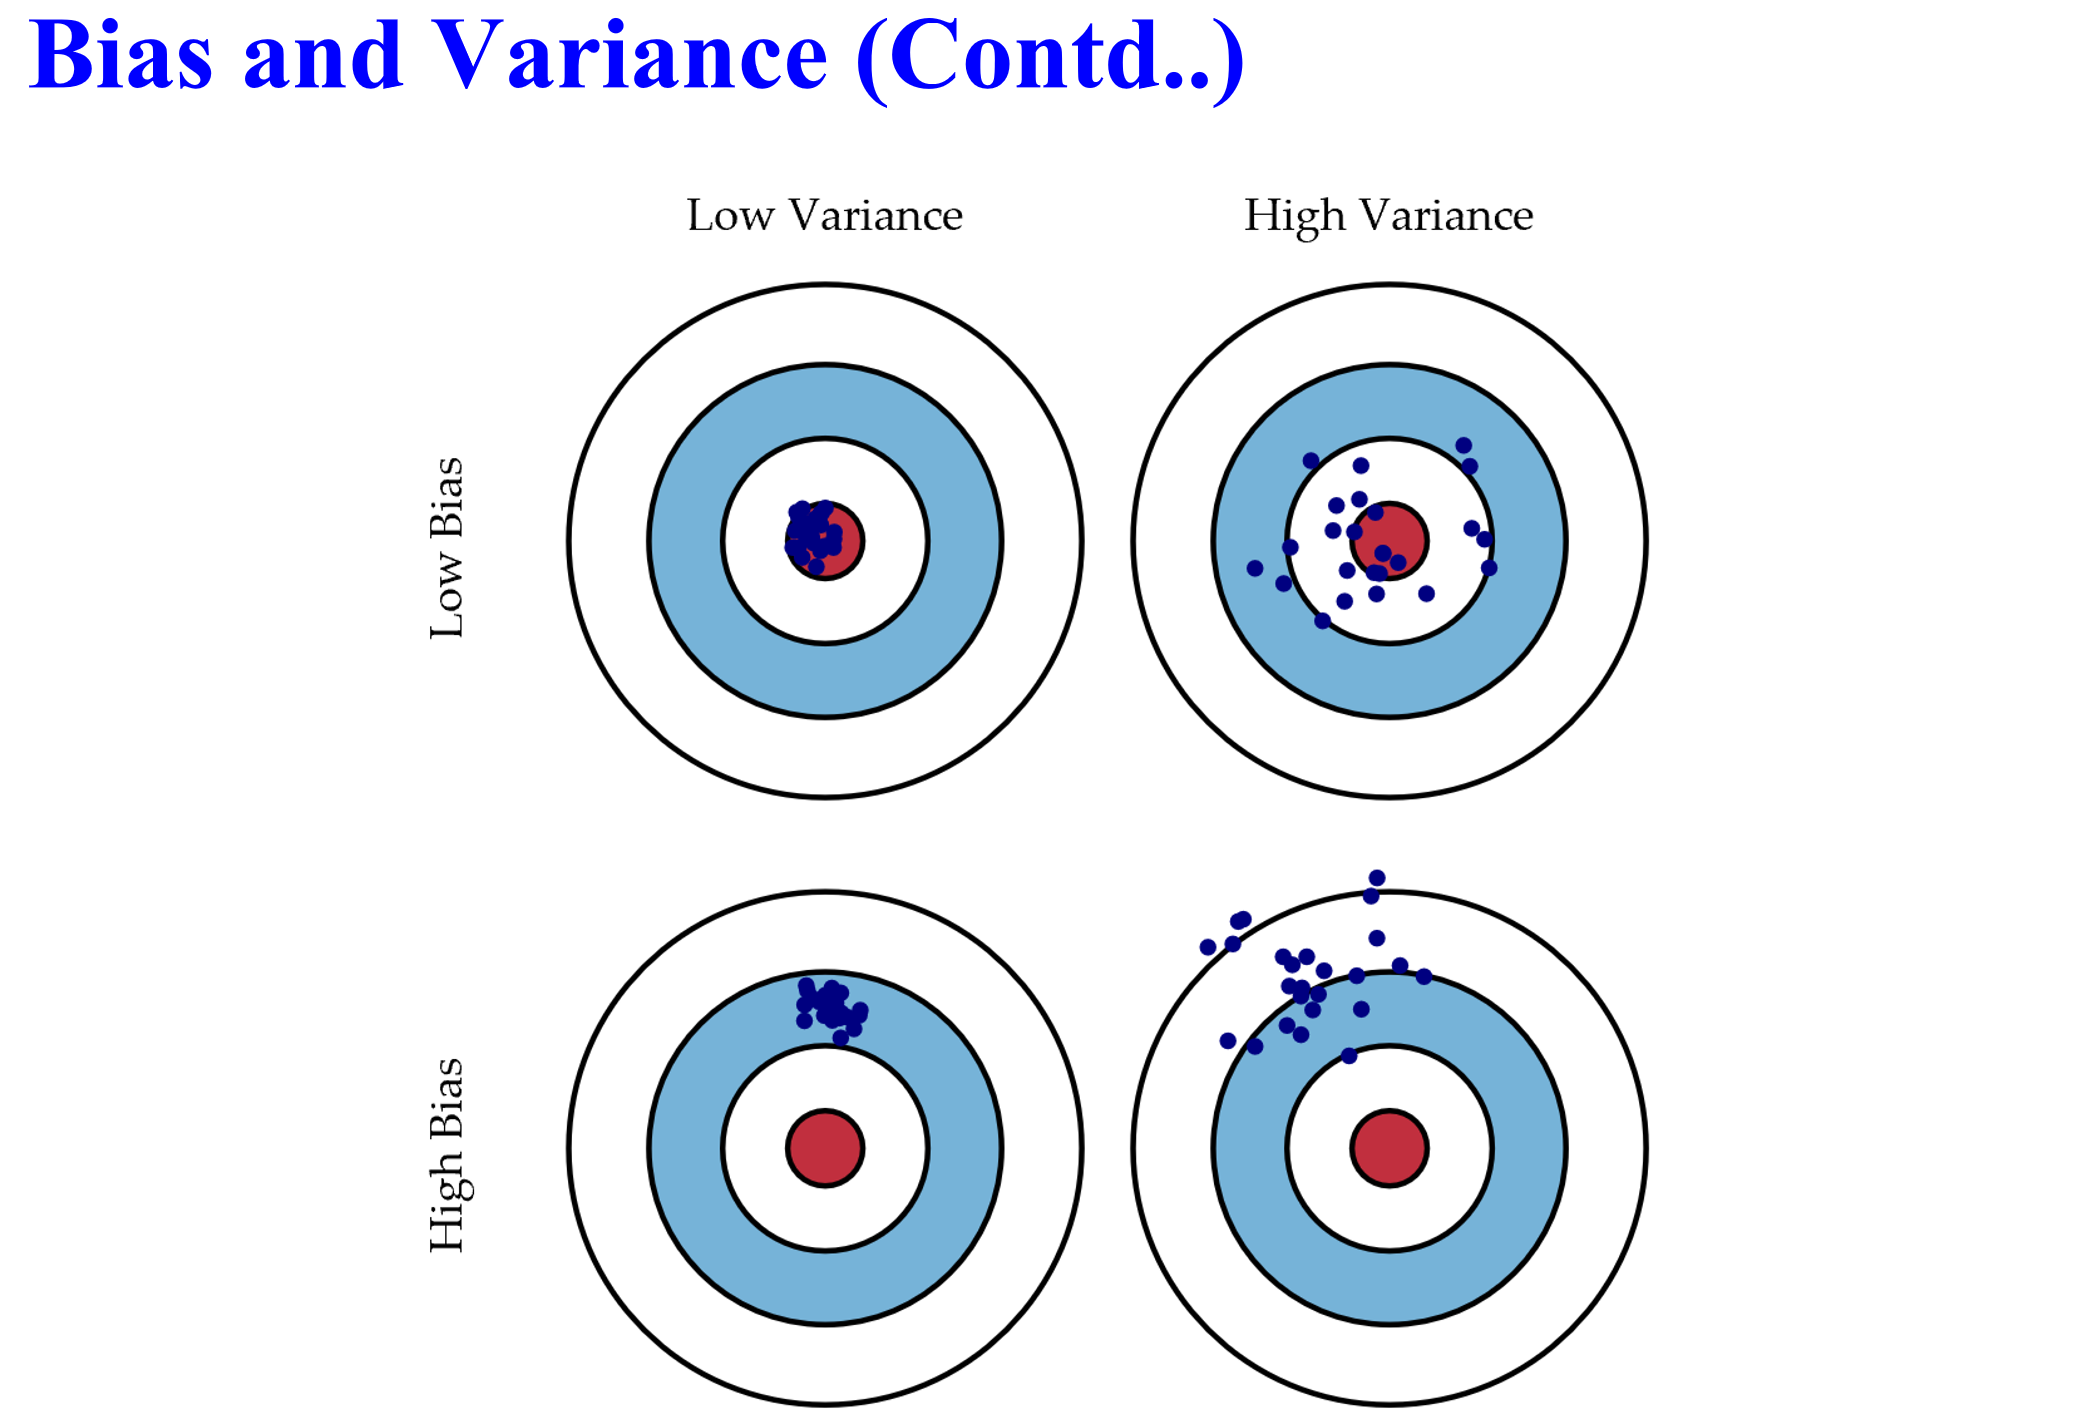 Bias and Variance (Contd..)
Low Variance
High Variance
Low Bias
High Bias